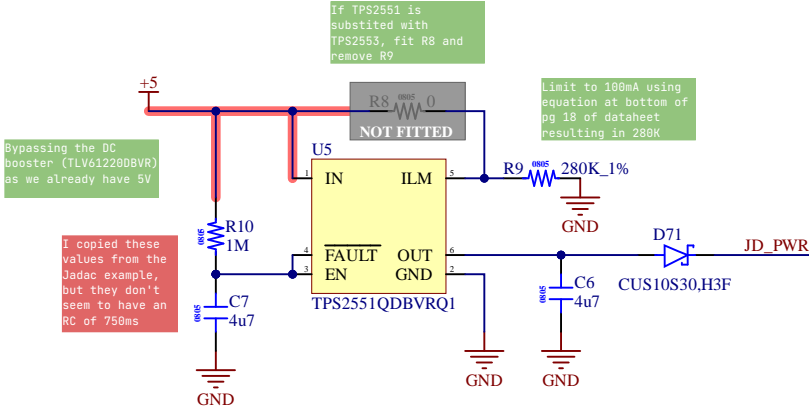 If TPS2551 is
substited with
TPS2553, fit R8 and
remove R9
+5
R8 0805 0
NOT FITTED
Limit to 100mA using
equation at bottom of
pg 18 of dataheet
resulting in 280K
Bypassing the DC
booster (TLV61220DBVR)
as we already have 5V
U5
1 IN ILM 5
R9 0805 280K_1%
GND
R10
0805 1M
I copied these
values from the
Jadac example,
but they don't
seem to have an
RC of 750ms
4 FAULT OUT 6
3 EN GND 2
TPS2551QDBVRQ1
D71
JD_PWR
CUS10S30,H3F
C7
0805 4u7
C6
0805 4u7
GND
GND
GND